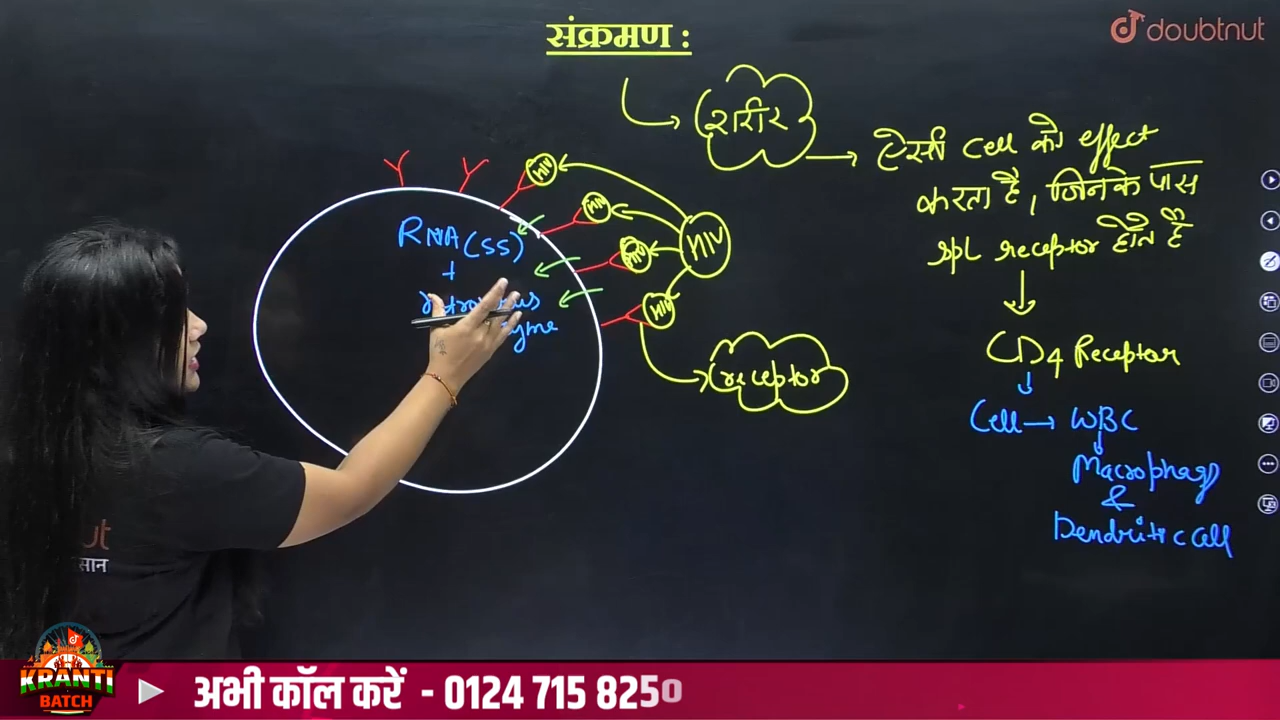 संक्रमण :
doubtnut
शरीर
ऐसी cell को effect
करता है, जिनके पास
spl receptor होते है
CD4 Receptor
Cell → WBC
Macrophage
&
Dendritic cell
HIV
HIV
HIV
HIV
HIV
receptor
RNA(SS)
+
ut
सान
KRANTI
BATCH
अभी कॉल करें - 0124 715 8250